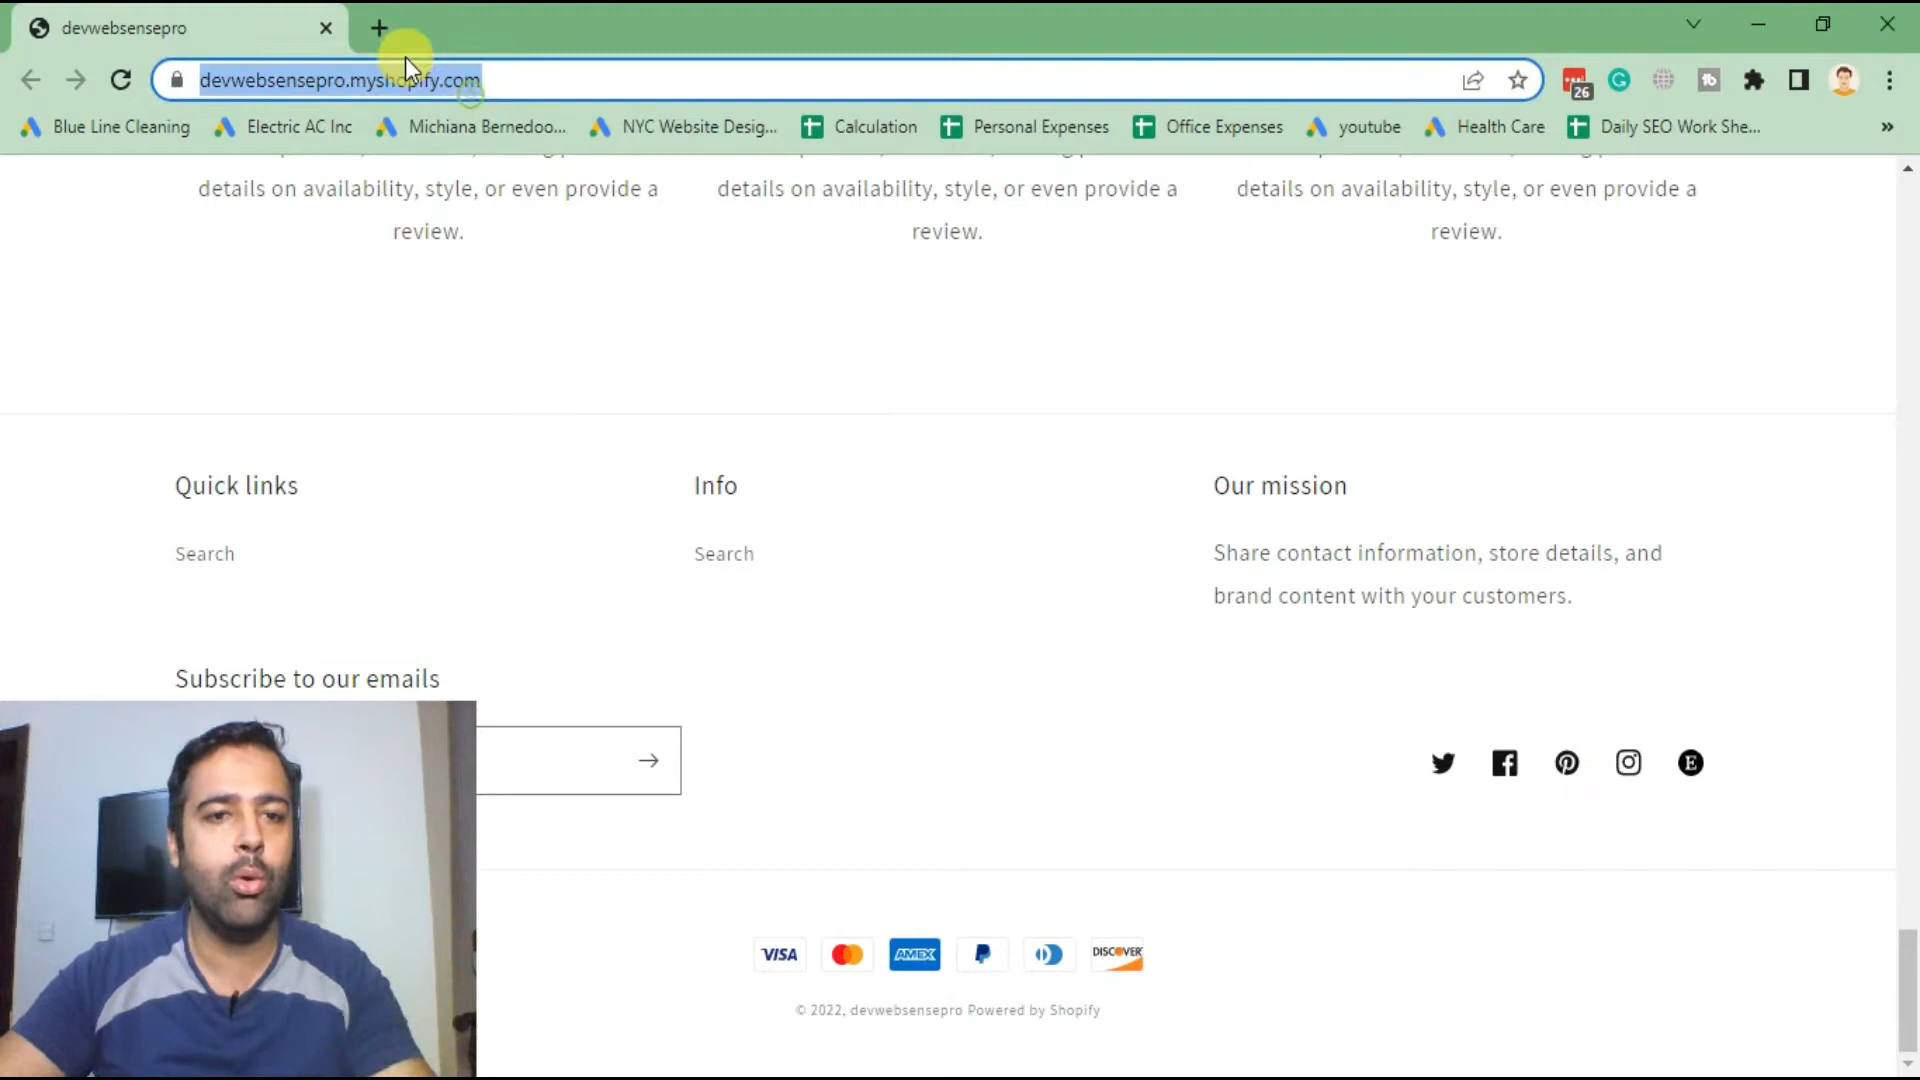 devwebsensepro
devwebsensepro.myshopify.com
26
Blue Line Cleaning
Electric AC Inc
Michiana Bernedoo...
NYC Website Desig...
Calculation
Personal Expenses
Office Expenses
youtube
Health Care
Daily SEO Work She...
details on availability, style, or even provide a
review.
details on availability, style, or even provide a
review.
details on availability, style, or even provide a
review.
Quick links
Search
Info
Search
Our mission
Share contact information, store details, and
brand content with your customers.
Subscribe to our emails
VISA
AMEX
DISCOVER
© 2022, devwebsensepro Powered by Shopify